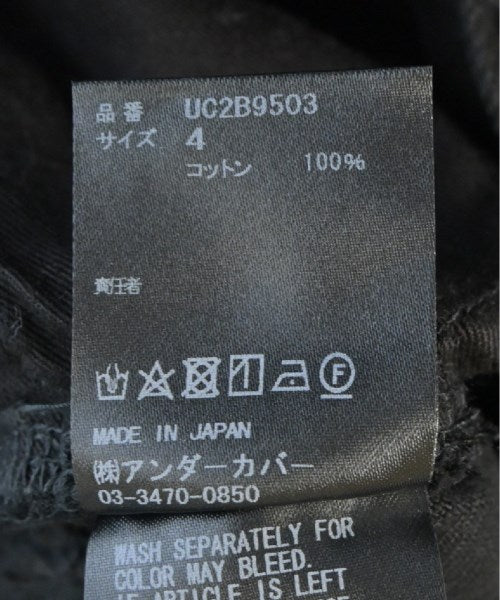 品番 UC2B9503
サイズ 4
コットン 100%
責任者
F
MADE IN JAPAN
㈱アンダーカバー
03-3470-0850
WASH SEPARATELY FOR
COLOR MAY BLEED.
IF ARTICLE IS LEFT